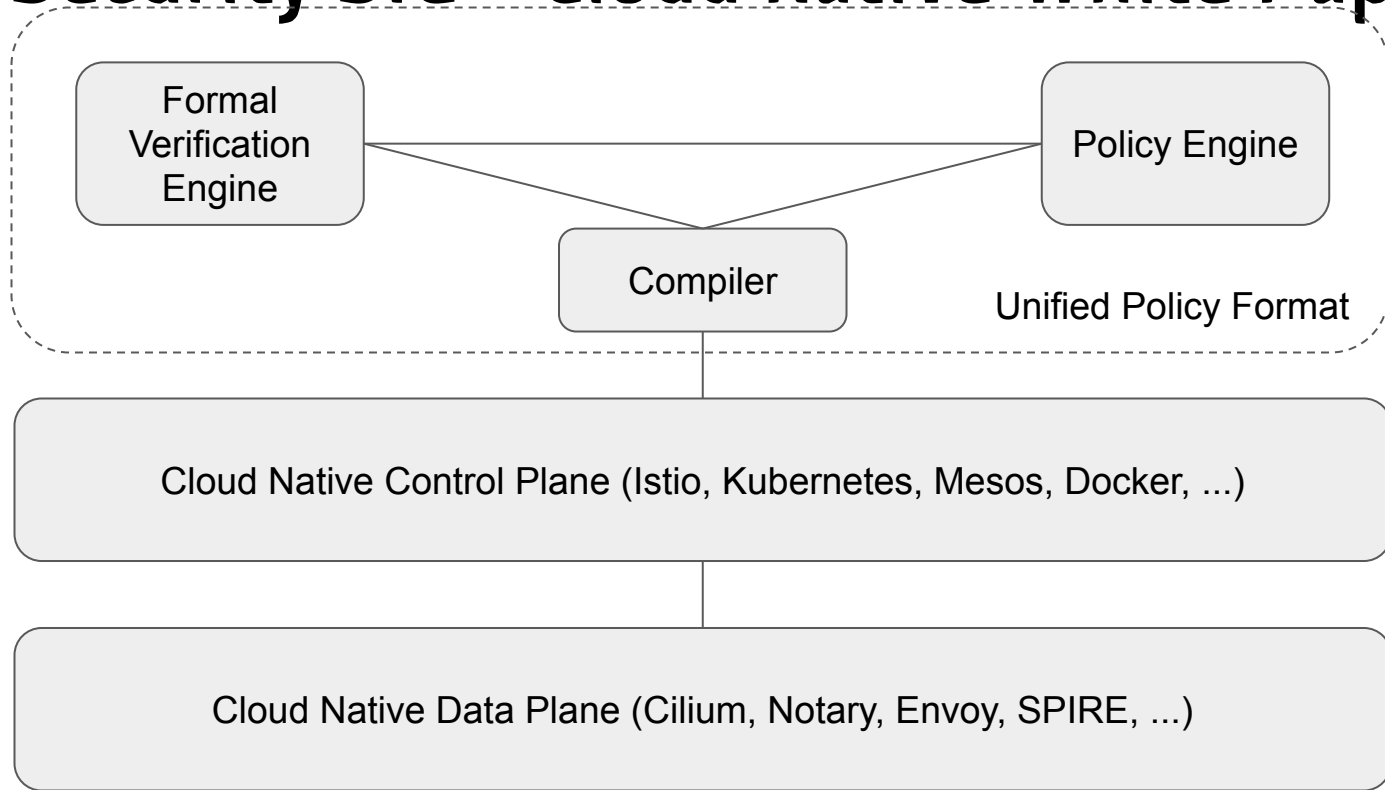 Formal
Verification
Engine
Policy Engine
Compiler
Unified Policy Format
Cloud Native Control Plane (Istio, Kubernetes, Mesos, Docker, ...)
Cloud Native Data Plane (Cilium, Notary, Envoy, SPIRE, ...)